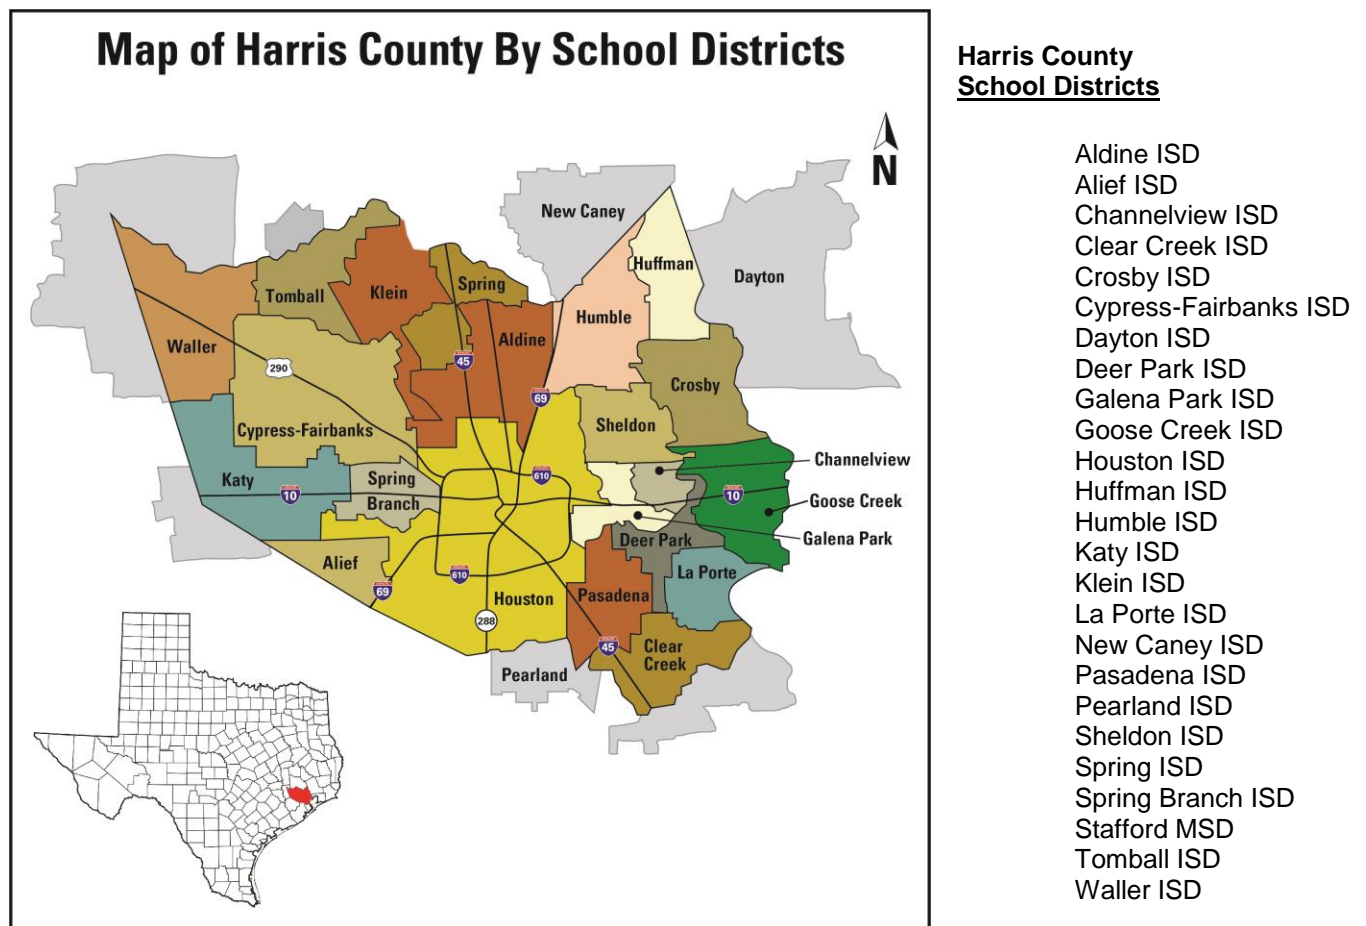 Map of Harris County By School Districts
N
New Caney
Huffman
Dayton
Tomball
Klein
Spring
Humble
Aldine
Waller
290
45
69
Crosby
Cypress-Fairbanks
Sheldon
Katy
Spring
Branch
10
610
10
Channelview
Goose Creek
Galena Park
Deer Park
Alief
69
610
Houston
Pasadena
La Porte
288
45
Clear
Creek
Pearland
Harris County
School Districts
Aldine ISD
Alief ISD
Channelview ISD
Clear Creek ISD
Crosby ISD
Cypress-Fairbanks ISD
Dayton ISD
Deer Park ISD
Galena Park ISD
Goose Creek ISD
Houston ISD
Huffman ISD
Humble ISD
Katy ISD
Klein ISD
La Porte ISD
New Caney ISD
Pasadena ISD
Pearland ISD
Sheldon ISD
Spring ISD
Spring Branch ISD
Stafford MSD
Tomball ISD
Waller ISD